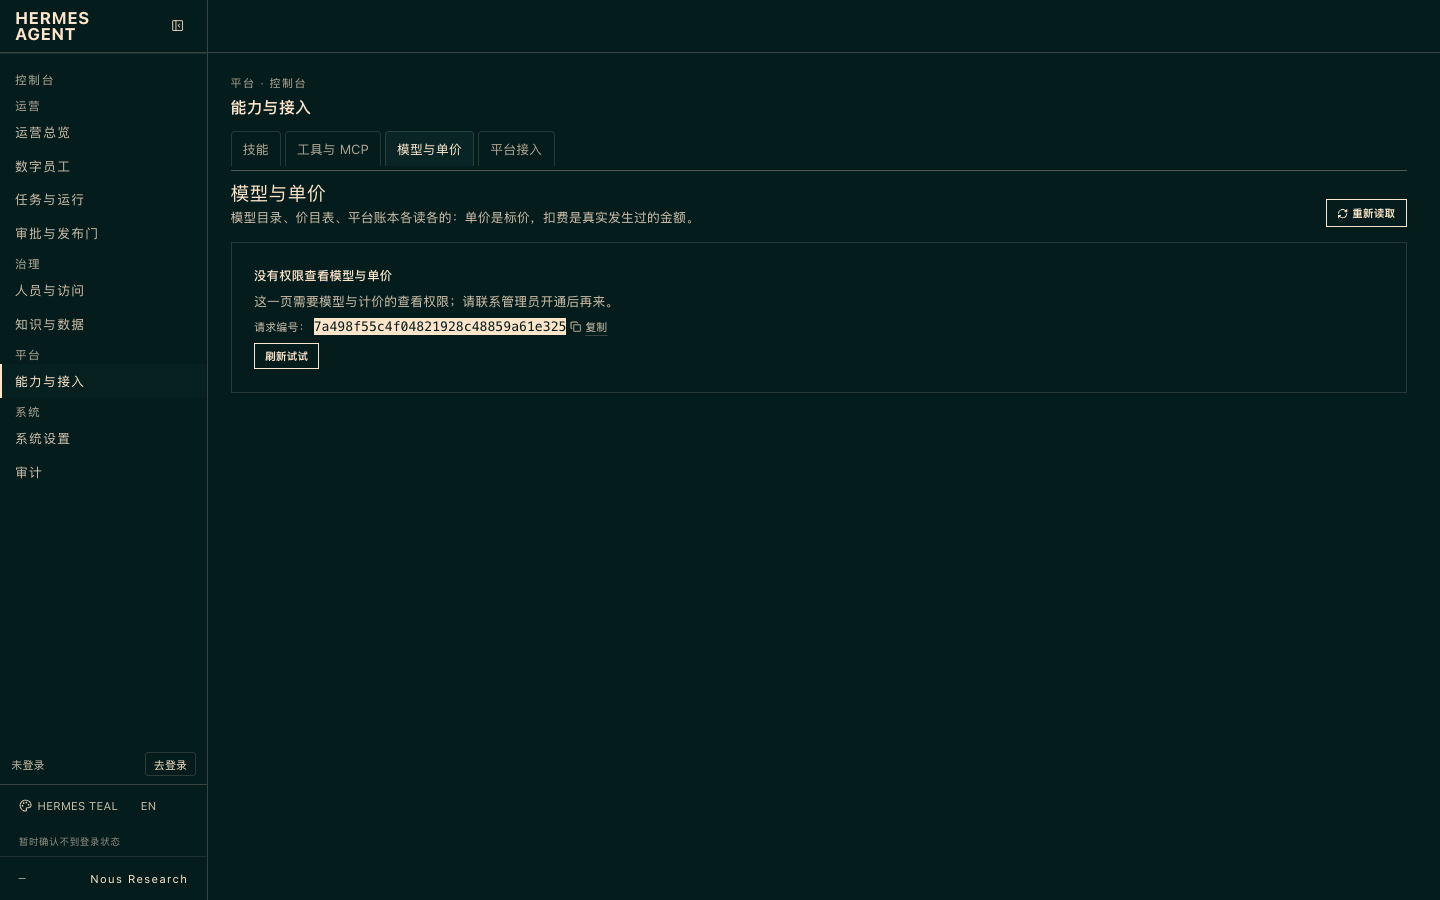 HERMES
AGENT
控制台
运营
运营总览
数字员工
任务与运行
审批与发布门
治理
人员与访问
知识与数据
平台
能力与接入
系统
系统设置
审计
未登录
去登录
HERMES TEAL EN
暂时确认不到登录状态
– Nous Research
平台 · 控制台
能力与接入
技能 工具与 MCP 模型与单价 平台接入
模型与单价
模型目录、价目表、平台账本各读各的：单价是标价，扣费是真实发生过的金额。
重新读取
没有权限查看模型与单价
这一页需要模型与计价的查看权限；请联系管理员开通后再来。
请求编号： 7a498f55c4f04821928c48859a61e325 复制
刷新试试